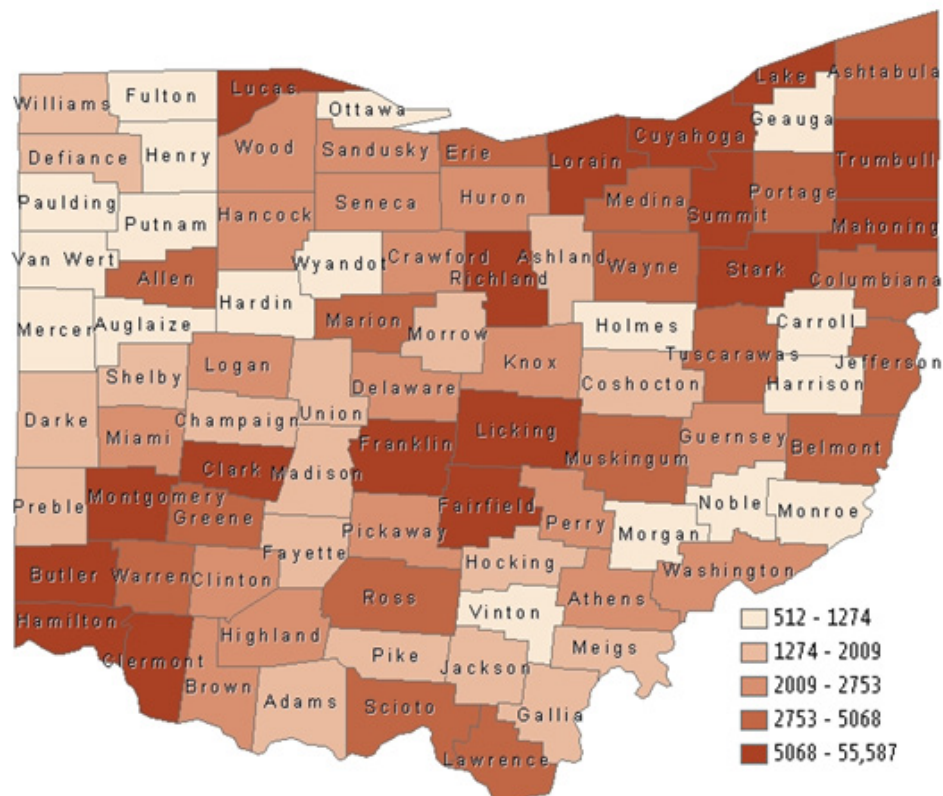 Lake
Ashtabula
Lucas
Fulton
Williams
Ottawa
Geauga
Cuyahoga
Wood
Henry
Defiance
Sandusky
Erie
Lorain
Trumbull
Paulding
Hancock
Seneca
Huron
Medina
Portage
Summit
Putnam
Mahoning
Van Wert
Allen
Wyandot
Crawford
Richland
Ashland
Wayne
Stark
Columbiana
Hardin
Mercer
Auglaize
Marion
Morrow
Holmes
Carroll
Tuscarawas
Jefferson
Shelby
Logan
Delaware
Knox
Coshocton
Harrison
Darke
Champaign
Union
Miami
Franklin
Licking
Guernsey
Belmont
Muskingum
Clark
Madison
Montgomery
Preble
Greene
Fairfield
Noble
Monroe
Pickaway
Perry
Morgan
Fayette
Hocking
Washington
Butler
Warren
Clinton
Ross
Athens
Vinton
Hamilton
Highland
Meigs
Clermont
Pike
Jackson
Brown
Adams
Scioto
Gallia
Lawrence
512 - 1274
1274 - 2009
2009 - 2753
2753 - 5068
5068 - 55,587